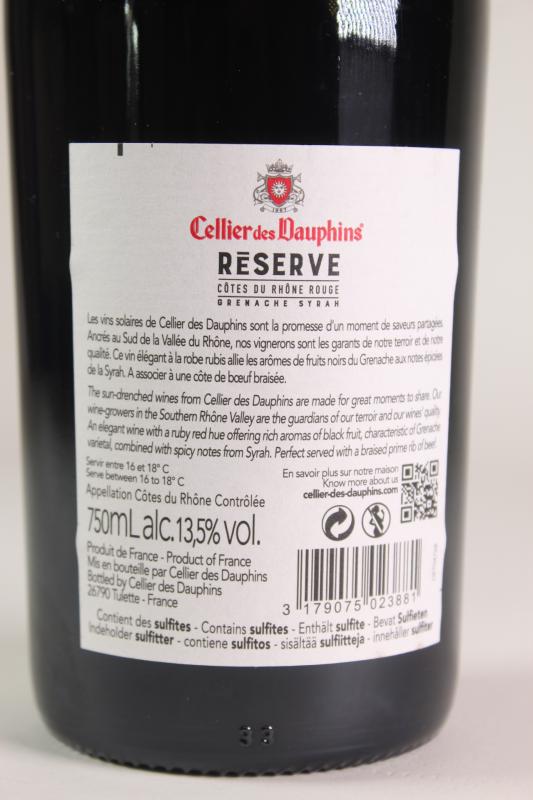 1967
Cellier des Dauphins®
RĒSERVE
CÔTES DU RHÔNE ROUGE
GRENACHE SYRAH
Les vins solaires de Cellier des Dauphins sont la promesse d'un moment de saveurs partagées.
Ancrés au Sud de la Vallée du Rhône, nos vignerons sont les garants de notre terroir et de notre
qualité. Ce vin élégant à la robe rubis allie les arômes de fruits noirs du Grenache aux notes épicées
de la Syrah. A associer à une côte de bœuf braisée.
The sun-drenched wines from Cellier des Dauphins are made for great moments to share. Our
wine-growers in the Southern Rhône Valley are the guardians of our terroir and our wines' quality.
An elegant wine with a ruby red hue offering rich aromas of black fruit, characteristic of Grenache
varietal, combined with spicy notes from Syrah. Perfect served with a braised prime rib of beef.
Servir entre 16 et 18° C
Serve between 16 to 18° C
Appellation Côtes du Rhône Contrôlée
750mL alc.13,5% vol.
Produit de France - Product of France
Mis en bouteille par Cellier des Dauphins
Bottled by Cellier des Dauphins
26790 Tulette - France
En savoir plus sur notre maison
Know more about us
cellier-des-dauphins.com
3 179075 023881
Contient des sulfites - Contains sulfites - Enthält sulfite - Bevat Sulfieten
Indeholder sulfitter - contiene sulfitos - sisältää sulfiitteja - innehåller sulfiter
33